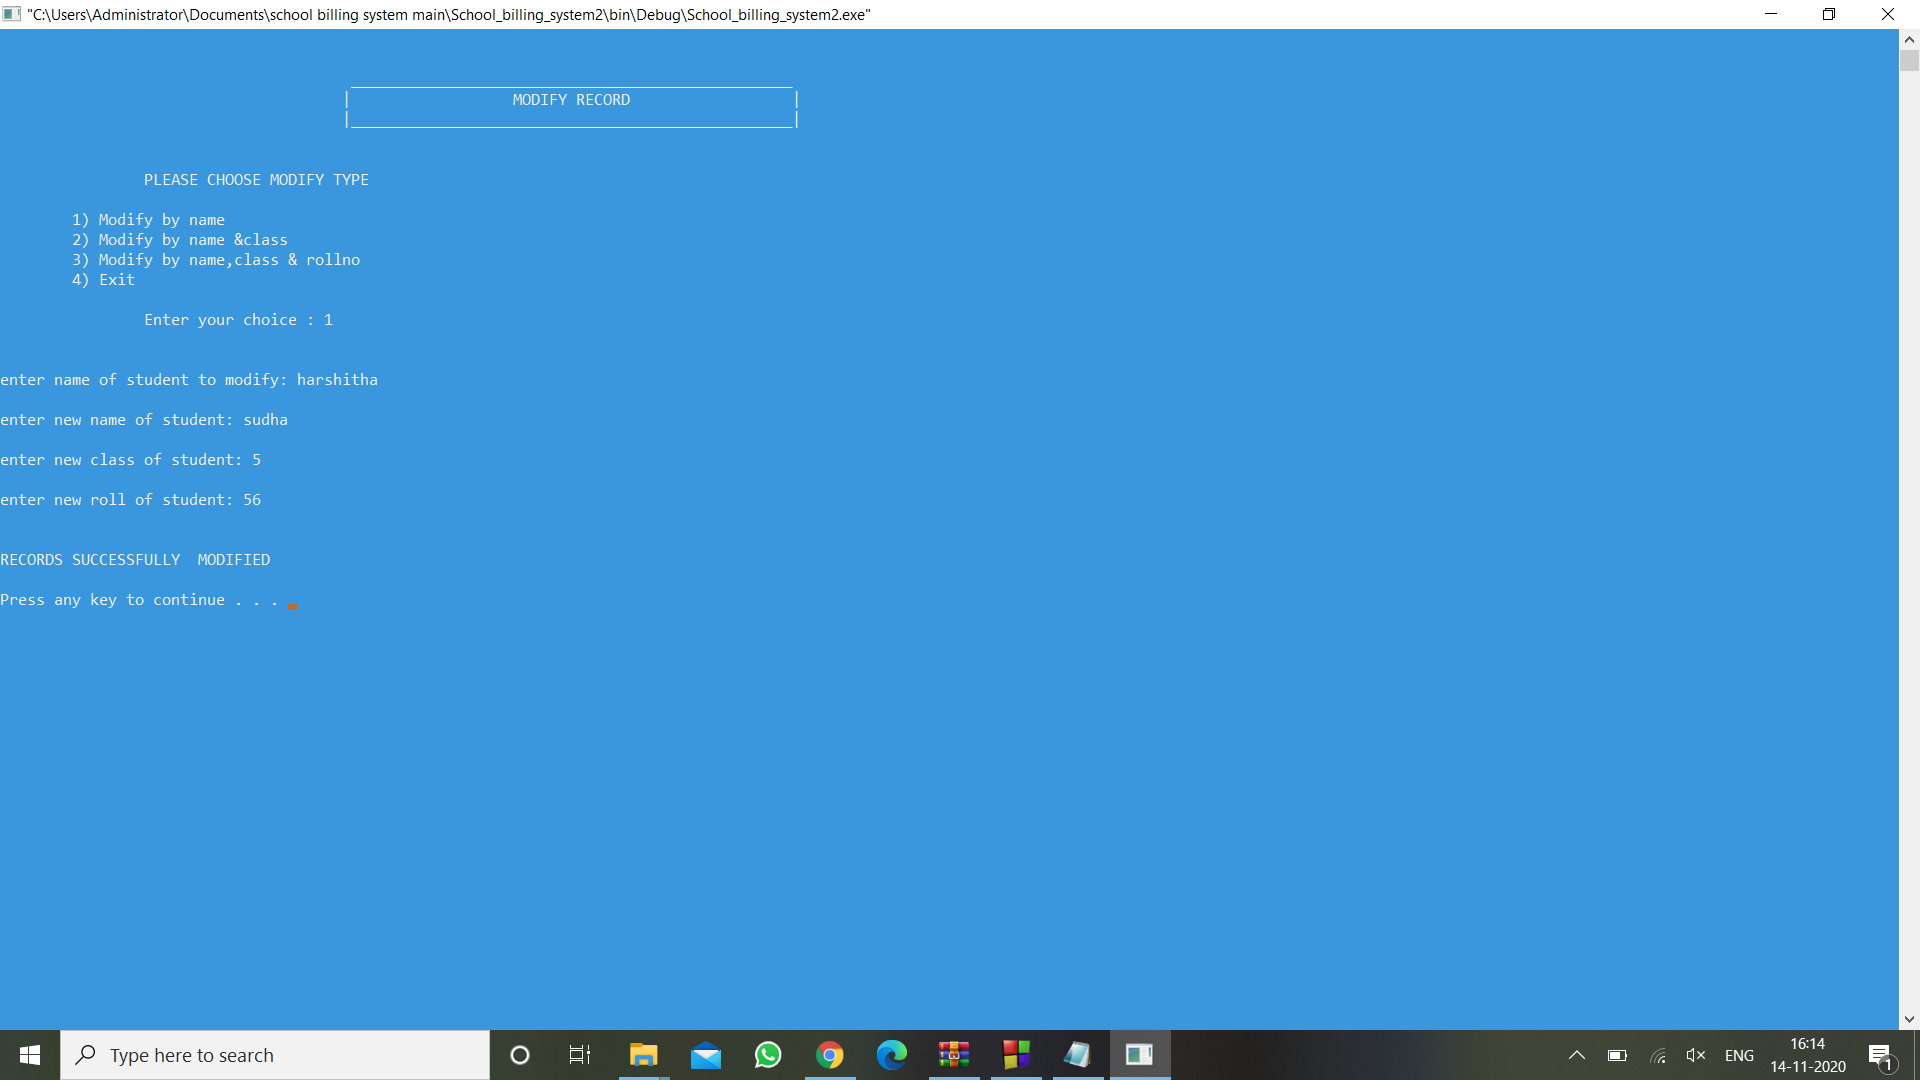 "C:\Users\Administrator\Documents\school billing system main\School_billing_system2\bin\Debug\School_billing_system2.exe"
MODIFY RECORD
PLEASE CHOOSE MODIFY TYPE
1) Modify by name
2) Modify by name &class
3) Modify by name,class & rollno
4) Exit
Enter your choice : 1
enter name of student to modify: harshitha
enter new name of student: sudha
enter new class of student: 5
enter new roll of student: 56
RECORDS SUCCESSFULLY  MODIFIED
Press any key to continue . . .
Type here to search
ENG
16:14
14-11-2020
1